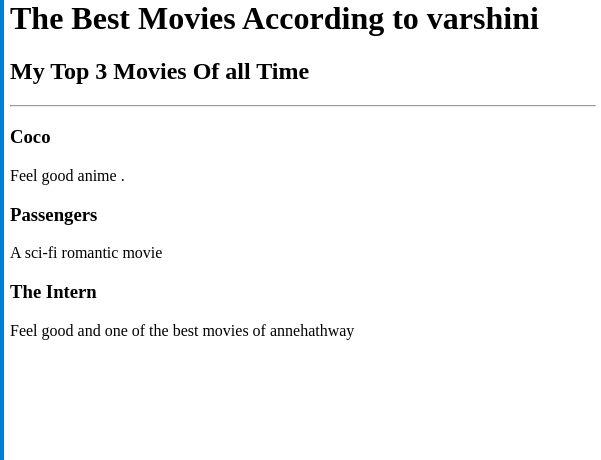 The Best Movies According to varshini
My Top 3 Movies Of all Time
Coco
Feel good anime .
Passengers
A sci-fi romantic movie
The Intern
Feel good and one of the best movies of annehathway